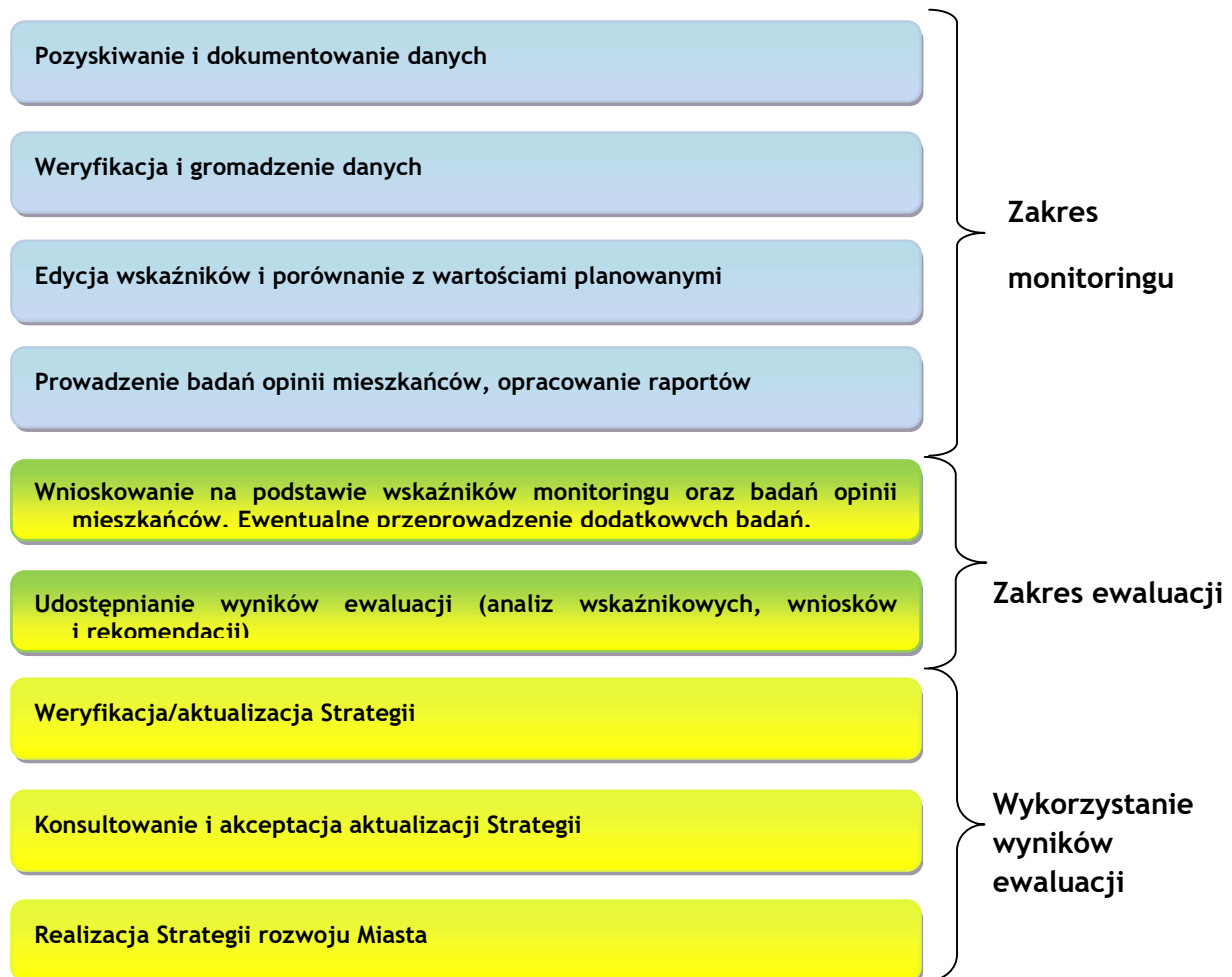 Pozyskiwanie i dokumentowanie danych
Weryfikacja i gromadzenie danych
Edycja wskaźników i porównanie z wartościami planowanymi
Prowadzenie badań opinii mieszkańców, opracowanie raportów
Zakres
monitoringu
Wnioskowanie na podstawie wskaźników monitoringu oraz badań opinii
mieszkańców. Ewentualne przeprowadzenie dodatkowych badań.
Udostępnianie wyników ewaluacji (analiz wskaźnikowych, wniosków
i rekomendacji)
Zakres ewaluacji
Weryfikacja/aktualizacja Strategii
Konsultowanie i akceptacja aktualizacji Strategii
Realizacja Strategii rozwoju Miasta
Wykorzystanie
wyników
ewaluacji